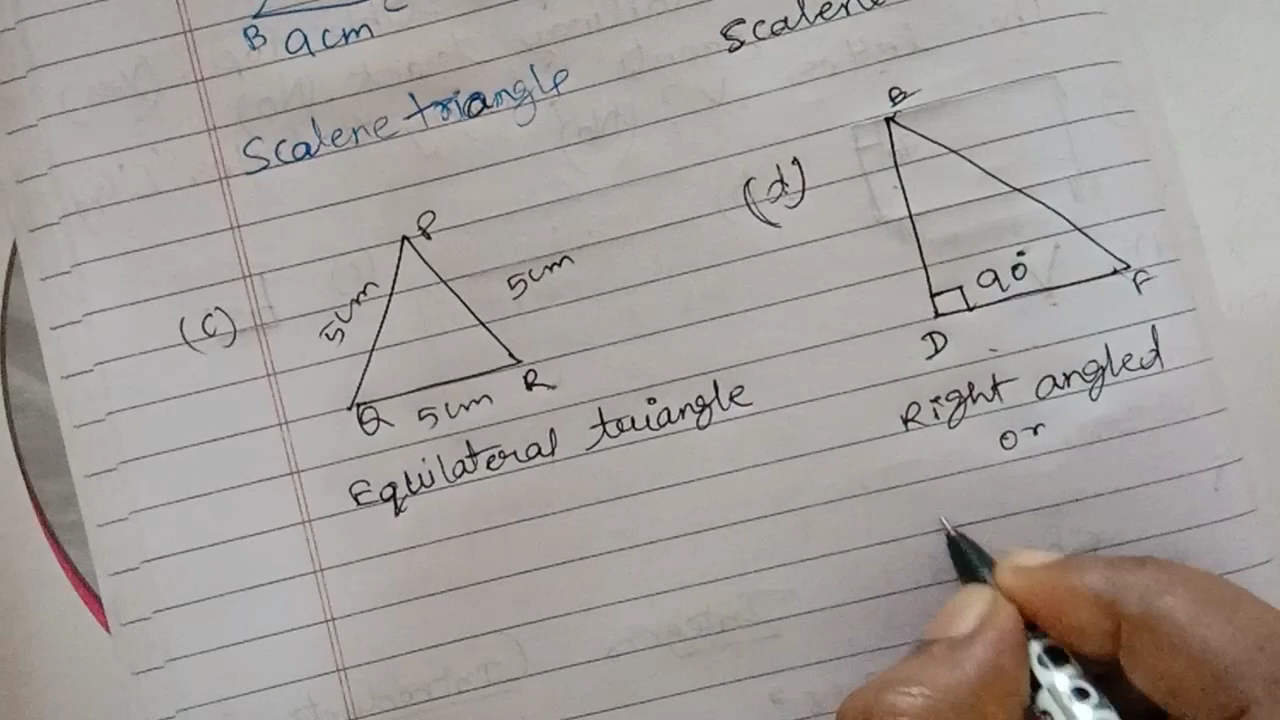 B 9cm C
Scalene
Scalene triangle
(c)
P
5cm
5cm
Q 5cm R
Equilateral triangle
(d)
D
90°
F
Right angled
or